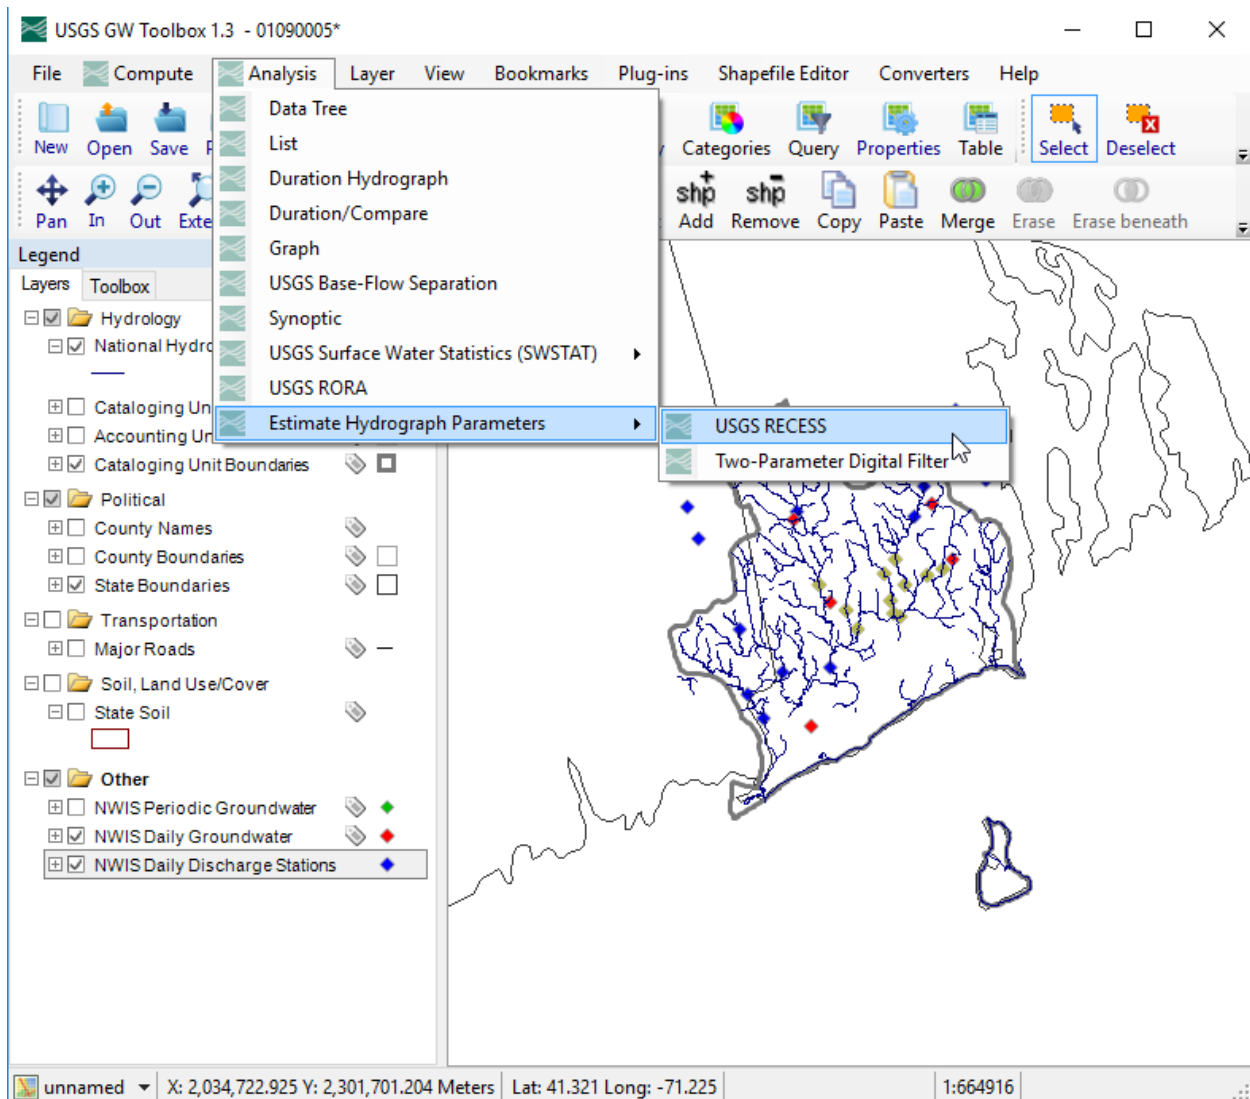 USGS GW Toolbox 1.3 - 01090005*
File Compute Analysis Layer View Bookmarks Plug-ins Shapefile Editor Converters Help
New Open Save
Categories Query Properties Table Select Deselect
Pan In Out
shp shp
Add Remove Copy Paste Merge Erase Erase beneath
Data Tree
List
Duration Hydrograph
Duration/Compare
Graph
USGS Base-Flow Separation
Synoptic
USGS Surface Water Statistics (SWSTAT)
USGS RORA
Estimate Hydrograph Parameters
USGS RECESS
Two-Parameter Digital Filter
Legend
Layers Toolbox
Hydrology
National Hydro
Cataloging Un
Accounting Un
Cataloging Unit Boundaries
Political
County Names
County Boundaries
State Boundaries
Transportation
Major Roads
Soil, Land Use/Cover
State Soil
Other
NWIS Periodic Groundwater
NWIS Daily Groundwater
NWIS Daily Discharge Stations
unnamed X: 2,034,722.925 Y: 2,301,701.204 Meters Lat: 41.321 Long: -71.225 1:664916